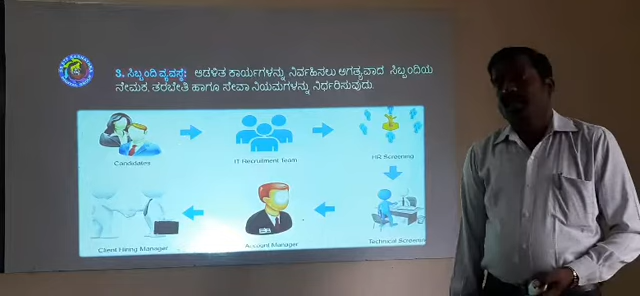 3. ಸಿಬ್ಬಂದಿ ವ್ಯವಸ್ಥೆ: ಆಡಳಿತ ಕಾರ್ಯಗಳನ್ನು ನಿರ್ವಹಿಸಲು ಅಗತ್ಯವಾದ ಸಿಬ್ಬಂದಿಯ
ನೇಮಕ, ತರಬೇತಿ ಹಾಗೂ ಸೇವಾ ನಿಯಮಗಳನ್ನು ನಿರ್ಧರಿಸುವುದು.
Candidates
IT Recruitment Team
HR Screening
Client Hiring Manager
Account Manager
Technical Screening